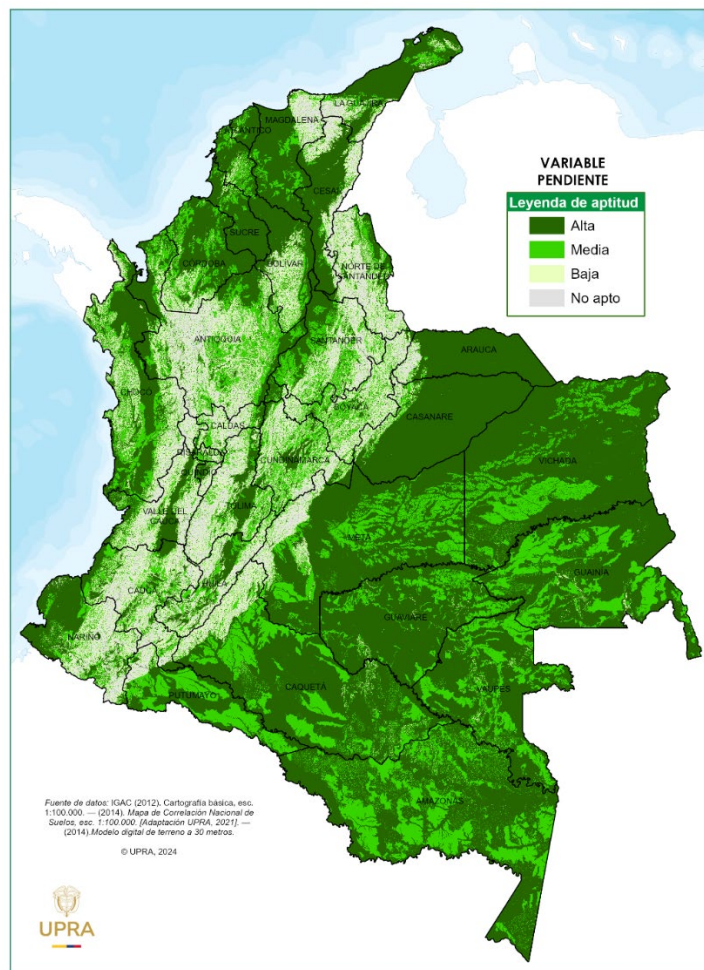 LA GUAJIRA
MAGDALENA
ATLÁNTICO
CESAR
VARIABLE
PENDIENTE
Leyenda de aptitud
Alta
Media
Baja
No apto
SUCRE
CÓRDOBA
BOLÍVAR
NORTE DE
SANTANDER
ANTIOQUIA
SANTANDER
ARAUCA
CHOCÓ
BOYACÁ
CASANARE
CALDAS
RISARALDA
CUNDINAMARCA
VICHADA
QUINDÍO
VALLE DEL
CAUCA
TOLIMA
META
GUAINÍA
CAUCA
HUILA
GUAVIARE
NARIÑO
CAQUETÁ
VAUPÉS
PUTUMAYO
AMAZONAS
Fuente de datos: IGAC (2012). Cartografía básica, esc.
1:100.000. — (2014). Mapa de Correlación Nacional de
Suelos, esc. 1:100.000. [Adaptación UPRA, 2021]. —
(2014).Modelo digital de terreno a 30 metros.
© UPRA, 2024
UPRA